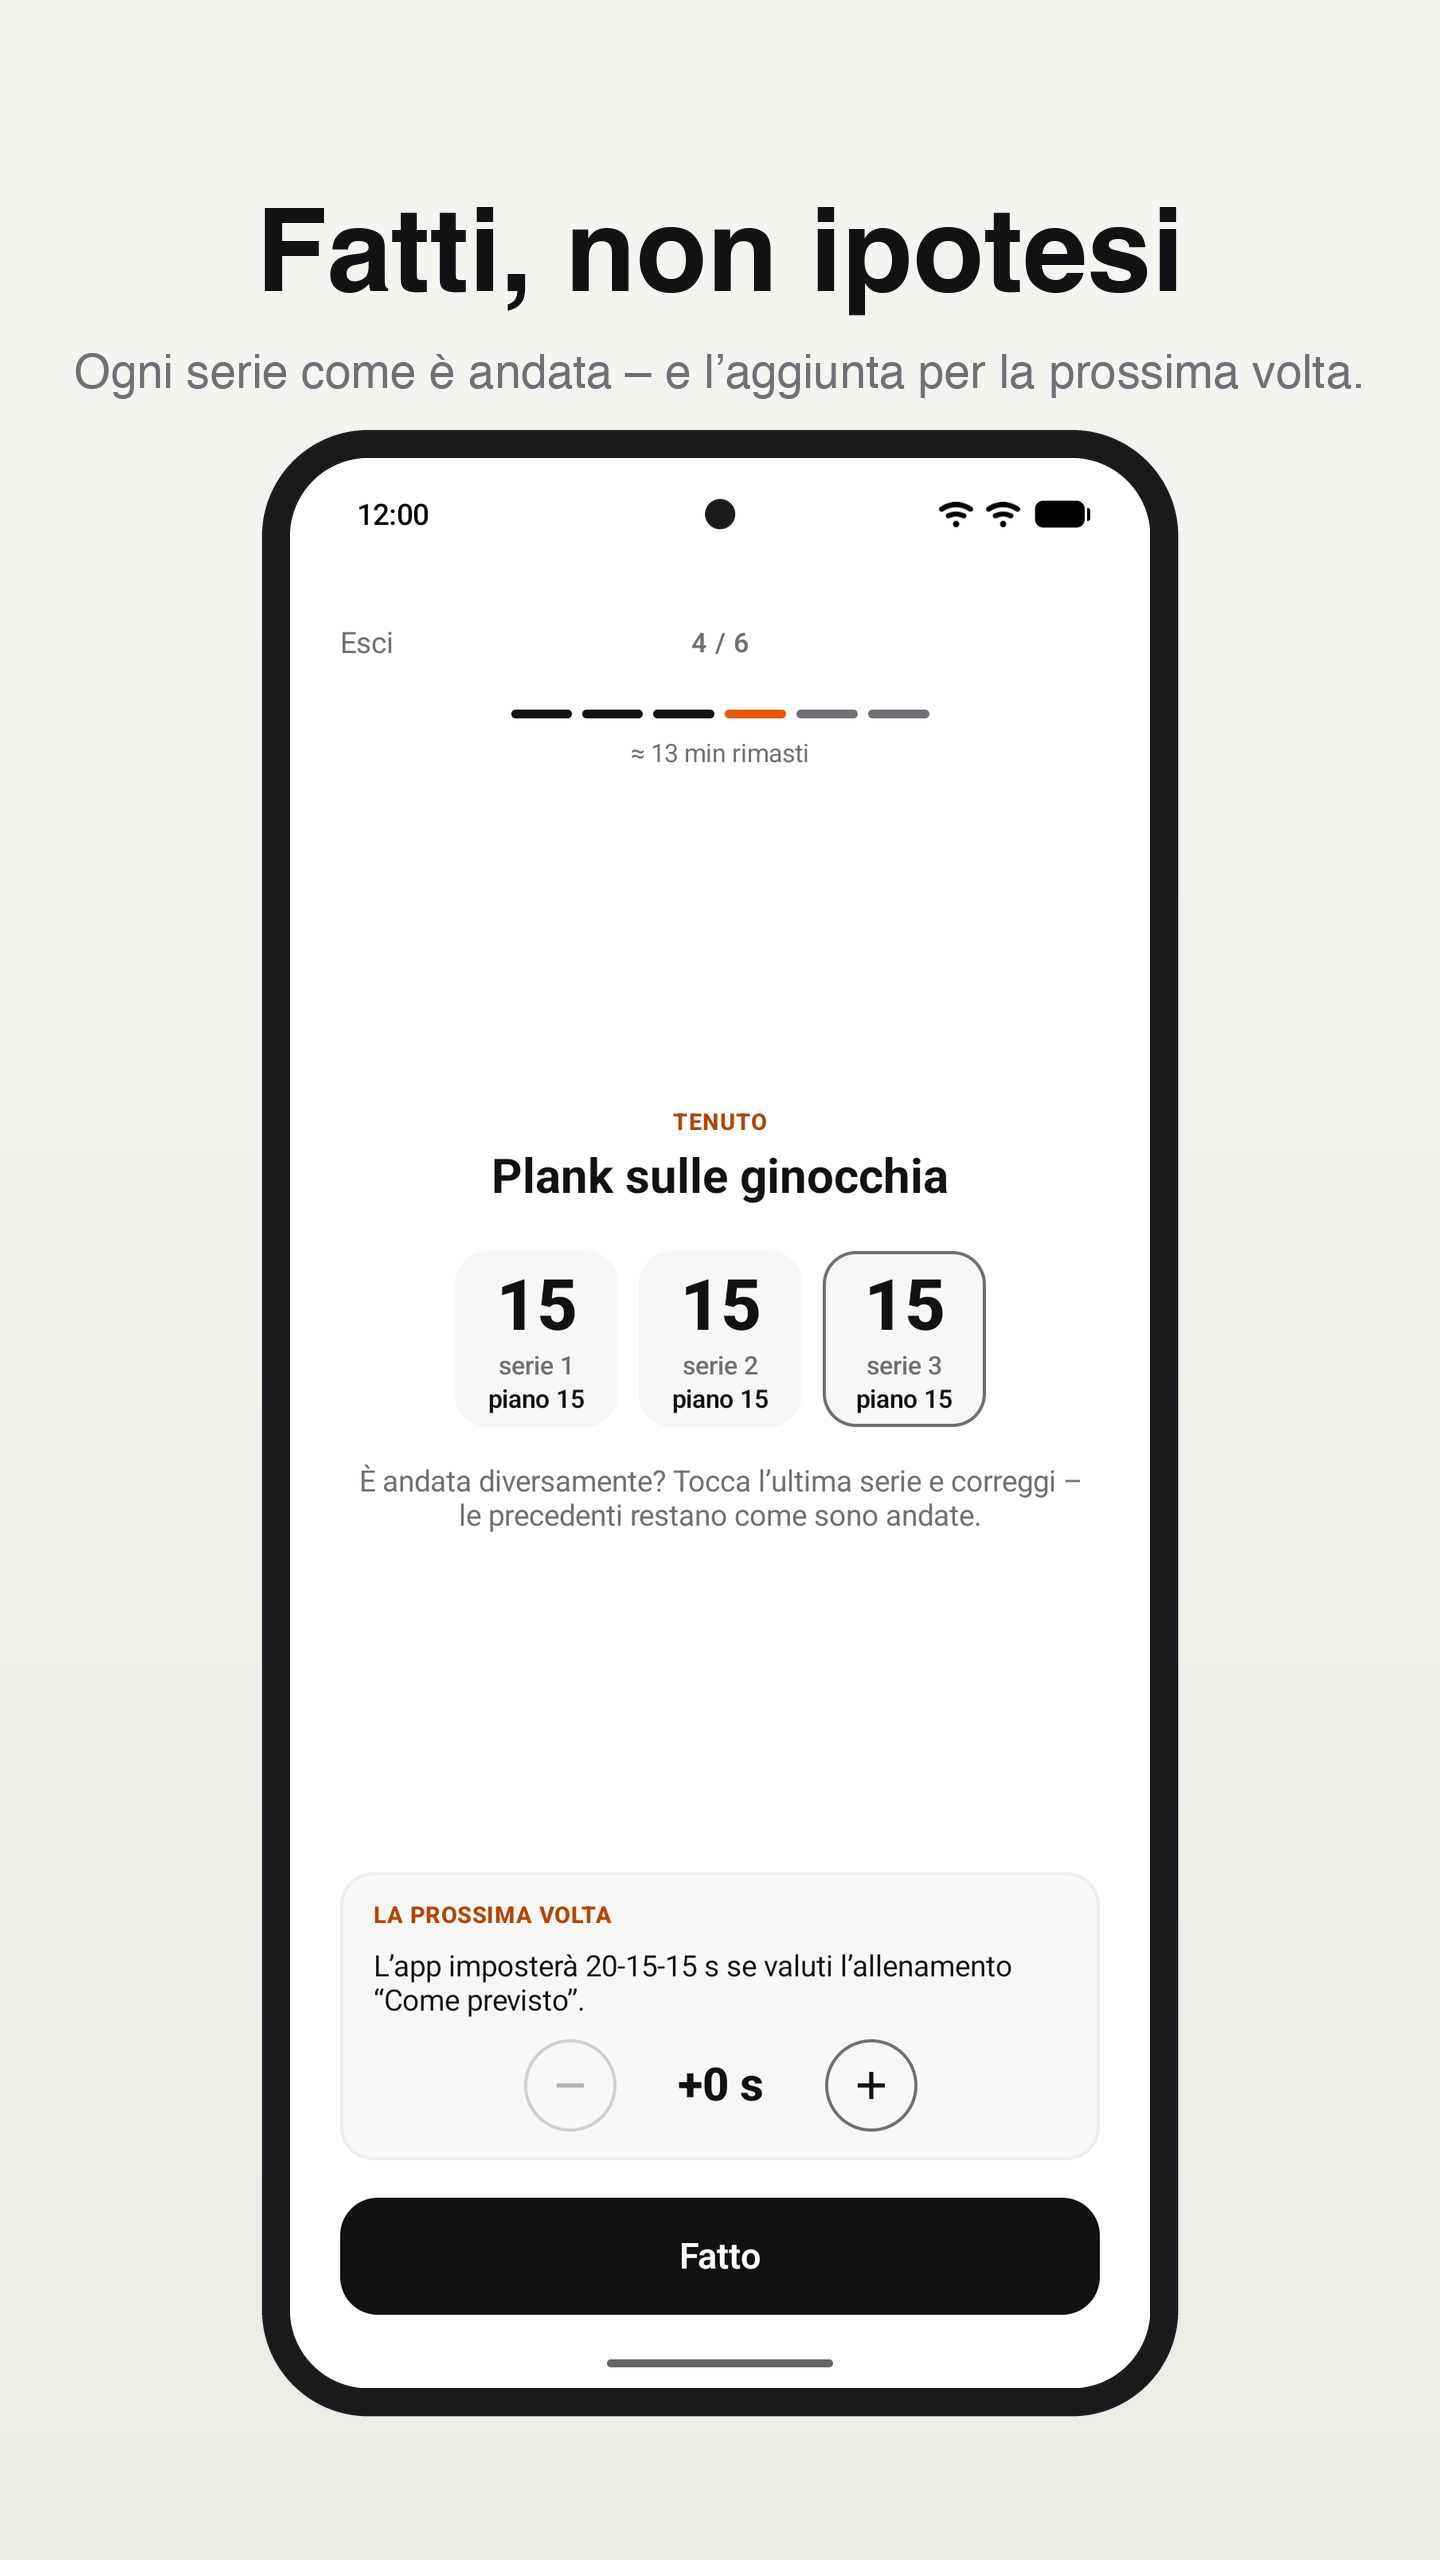 Fatti, non ipotesi
Ogni serie come è andata – e l’aggiunta per la prossima volta.
12:00
Esci
4 / 6
≈ 13 min rimasti
TENUTO
Plank sulle ginocchia
15 15 15
serie 1 serie 2 serie 3
piano 15 piano 15 piano 15
È andata diversamente? Tocca l’ultima serie e correggi –
le precedenti restano come sono andate.
LA PROSSIMA VOLTA
L’app imposterà 20-15-15 s se valuti l’allenamento
“Come previsto”.
− +0 s +
Fatto